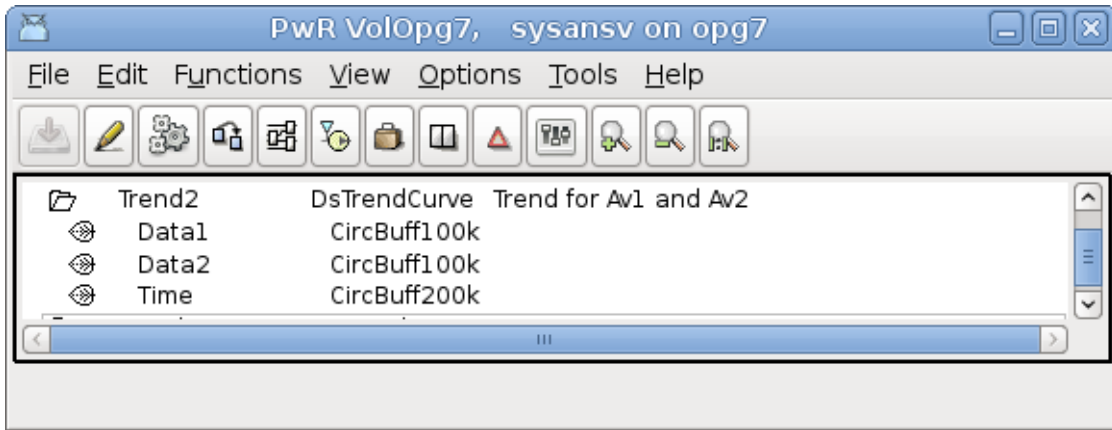 PwR VolOpg7, sysansv on opg7
File Edit Functions View Options Tools Help
Trend2 DsTrendCurve Trend for Av1 and Av2
Data1 CircBuff100k
Data2 CircBuff100k
Time CircBuff200k